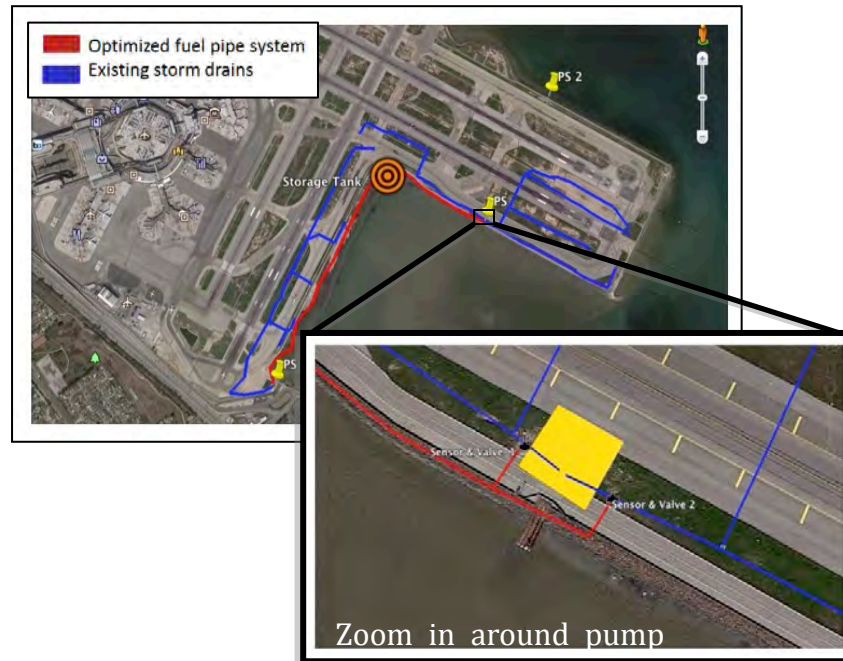 Optimized fuel pipe system
Existing storm drains
PS 2
Storage Tank
PS
PS
Sensor & Valve
Sensor & Valve 2
Zoom in around pump